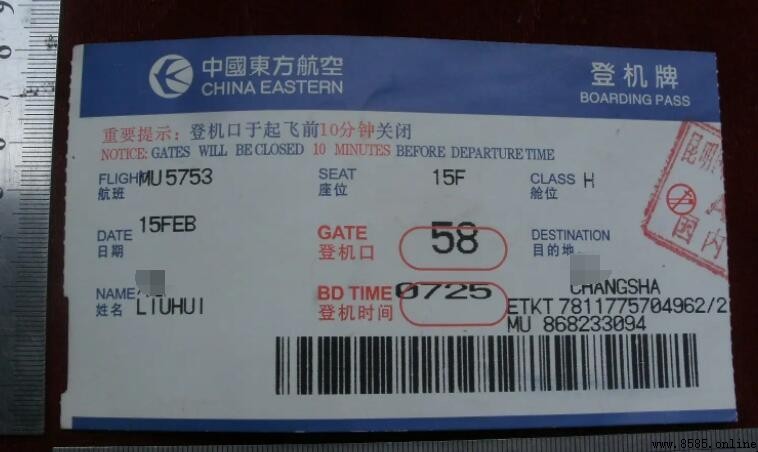 中國東方航空
CHINA EASTERN
登机牌
BOARDING PASS
重要提示：登机口于起飞前10分钟关闭
NOTICE: GATES WILL BE CLOSED 10 MINUTES BEFORE DEPARTURE TIME
FLIGH MU5753 SEAT 15F CLASS H
航班 座位 舱位
DATE 15FEB GATE 58 DESTINATION
日期 登机口 目的地
CHANGSHA
NAME BD TIME 0725 ETKT 7811775704962/2
姓名 LIUHUI 登机时间 MU 868233094
国内
www.8585.online